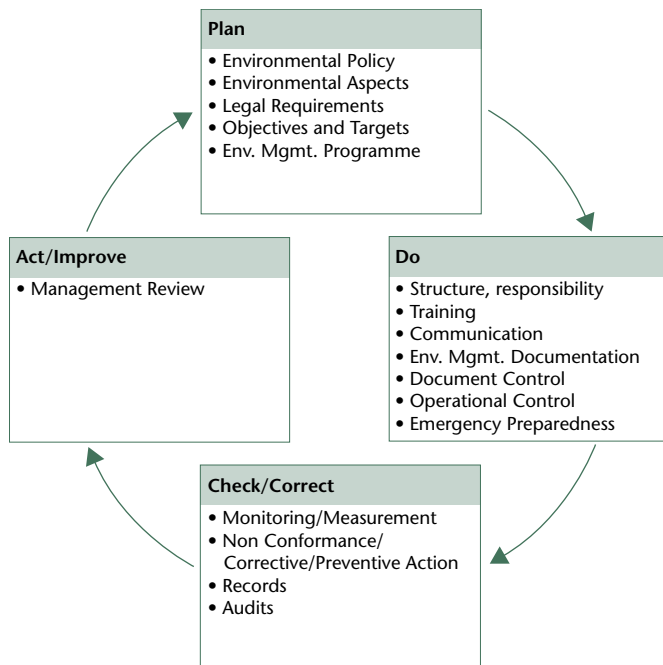 Plan
• Environmental Policy
• Environmental Aspects
• Legal Requirements
• Objectives and Targets
• Env. Mgmt. Programme
Act/Improve
• Management Review
Do
• Structure, responsibility
• Training
• Communication
• Env. Mgmt. Documentation
• Document Control
• Operational Control
• Emergency Preparedness
Check/Correct
• Monitoring/Measurement
• Non Conformance/
Corrective/Preventive Action
• Records
• Audits